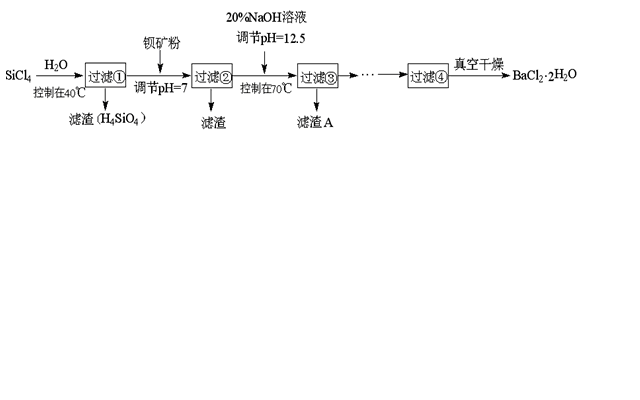 20%NaOH溶液
钡矿粉
调节pH=12.5
SiCl₄ H₂O 过滤① 过滤② 过滤③ … 过滤④ 真空干燥 BaCl₂·2H₂O
控制在40℃ 调节pH=7 控制在70℃
滤渣(H₄SiO₄) 滤渣 滤渣A